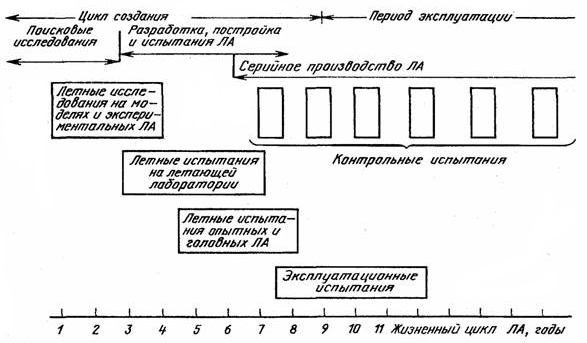 Цикл создания
Период эксплуатации
Поисковые
исследования
Разработка, постройка
и испытания ЛА
Серийное производство ЛА
Летные иссле-
дования на мо-
делях и экспери-
ментальных ЛА
Контрольные испытания
Летные испытания
на летающей
лаборатории
Летные испыта-
ния опытных и
головных ЛА
Эксплуатационные
испытания
1 2 3 4 5 6 7 8 9 10 11 Жизненный цикл ЛА, годы